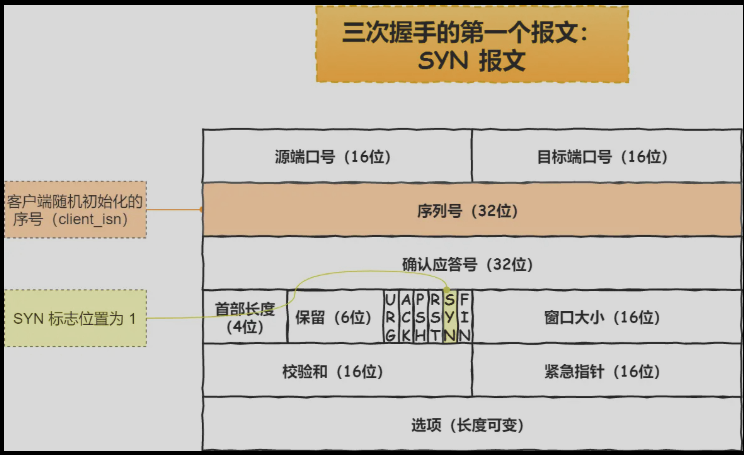 三次握手的第一个报文：
SYN 报文
源端口号（16位）
目标端口号（16位）
客户端随机初始化的
序号（client_isn）
序列号（32位）
确认应答号（32位）
SYN 标志位置为 1
首部长度
（4位）
保留（6位）
URG
ACK
PSH
RST
SYN
FIN
窗口大小（16位）
校验和（16位）
紧急指针（16位）
选项（长度可变）